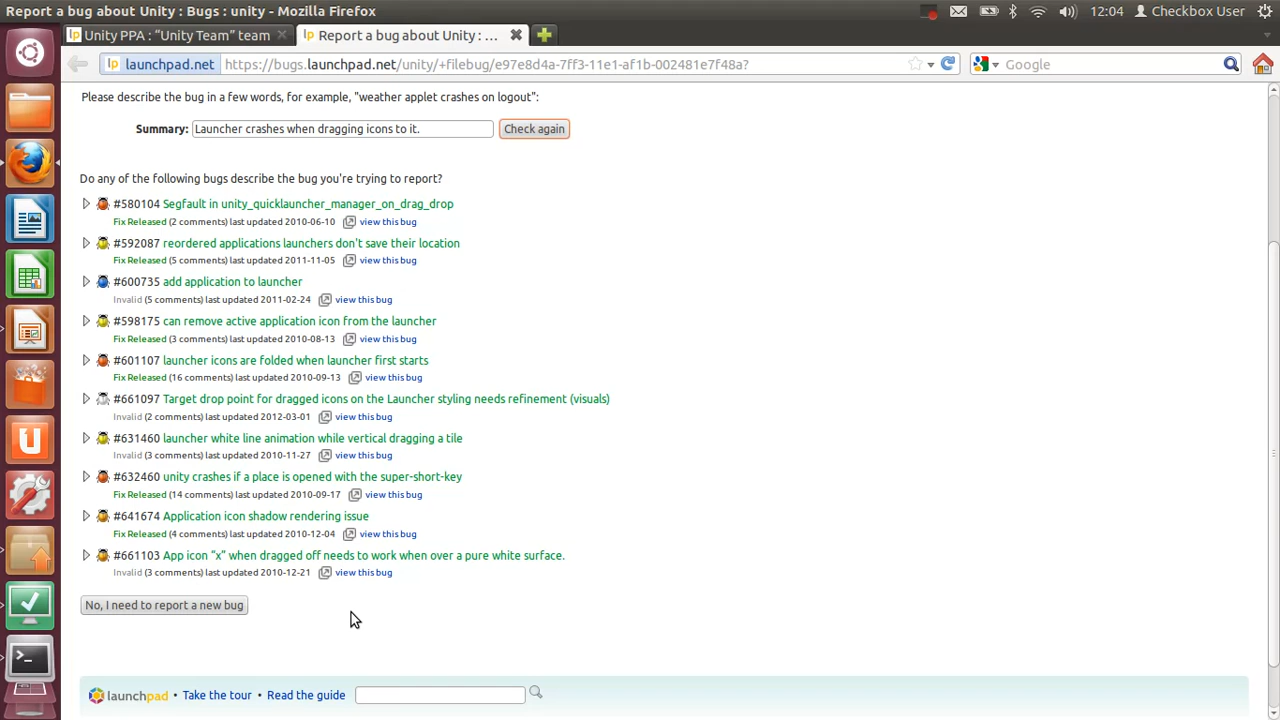 Report a bug about Unity : Bugs : unity - Mozilla Firefox
12:04
Checkbox User
Unity PPA : “Unity Team” team
Report a bug about Unity : ...
launchpad.net
https://bugs.launchpad.net/unity/+filebug/e97e8d4a-7ff3-11e1-af1b-002481e7f48a?
Google
Please describe the bug in a few words, for example, "weather applet crashes on logout":
Summary: Launcher crashes when dragging icons to it. Check again
Do any of the following bugs describe the bug you're trying to report?
#580104 Segfault in unity_quicklauncher_manager_on_drag_drop
Fix Released (2 comments) last updated 2010-06-10 view this bug
#592087 reordered applications launchers don't save their location
Fix Released (5 comments) last updated 2011-11-05 view this bug
#600735 add application to launcher
Invalid (5 comments) last updated 2011-02-24 view this bug
#598175 can remove active application icon from the launcher
Fix Released (3 comments) last updated 2010-08-13 view this bug
#601107 launcher icons are folded when launcher first starts
Fix Released (16 comments) last updated 2010-09-13 view this bug
#661097 Target drop point for dragged icons on the Launcher styling needs refinement (visuals)
Invalid (2 comments) last updated 2012-03-01 view this bug
#631460 launcher white line animation while vertical dragging a tile
Invalid (3 comments) last updated 2010-11-27 view this bug
#632460 unity crashes if a place is opened with the super-short-key
Fix Released (14 comments) last updated 2010-09-17 view this bug
#641674 Application icon shadow rendering issue
Fix Released (4 comments) last updated 2010-12-04 view this bug
#661103 App icon “x” when dragged off needs to work when over a pure white surface.
Invalid (3 comments) last updated 2010-12-21 view this bug
No, I need to report a new bug
launchpad • Take the tour • Read the guide